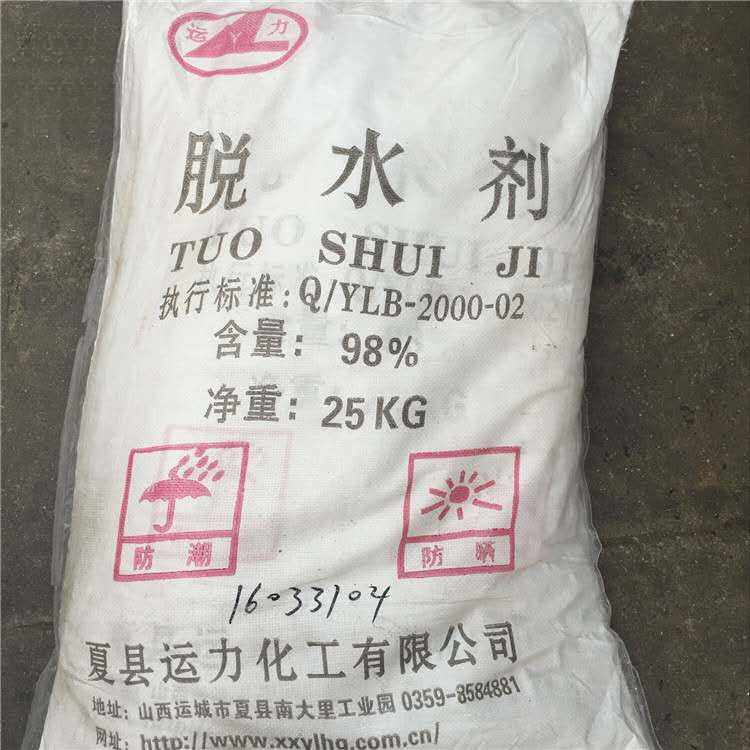 运 Y 力
脱水剂
TUO SHUI JI
执行标准: Q/YLB-2000-02
含量: 98%
净重: 25KG
防潮
防晒
16033104
夏县运力化工有限公司
地址: 山西运城市夏县南大里工业园 0359-8584881
网址: http://www.xxylhg.com.cn/